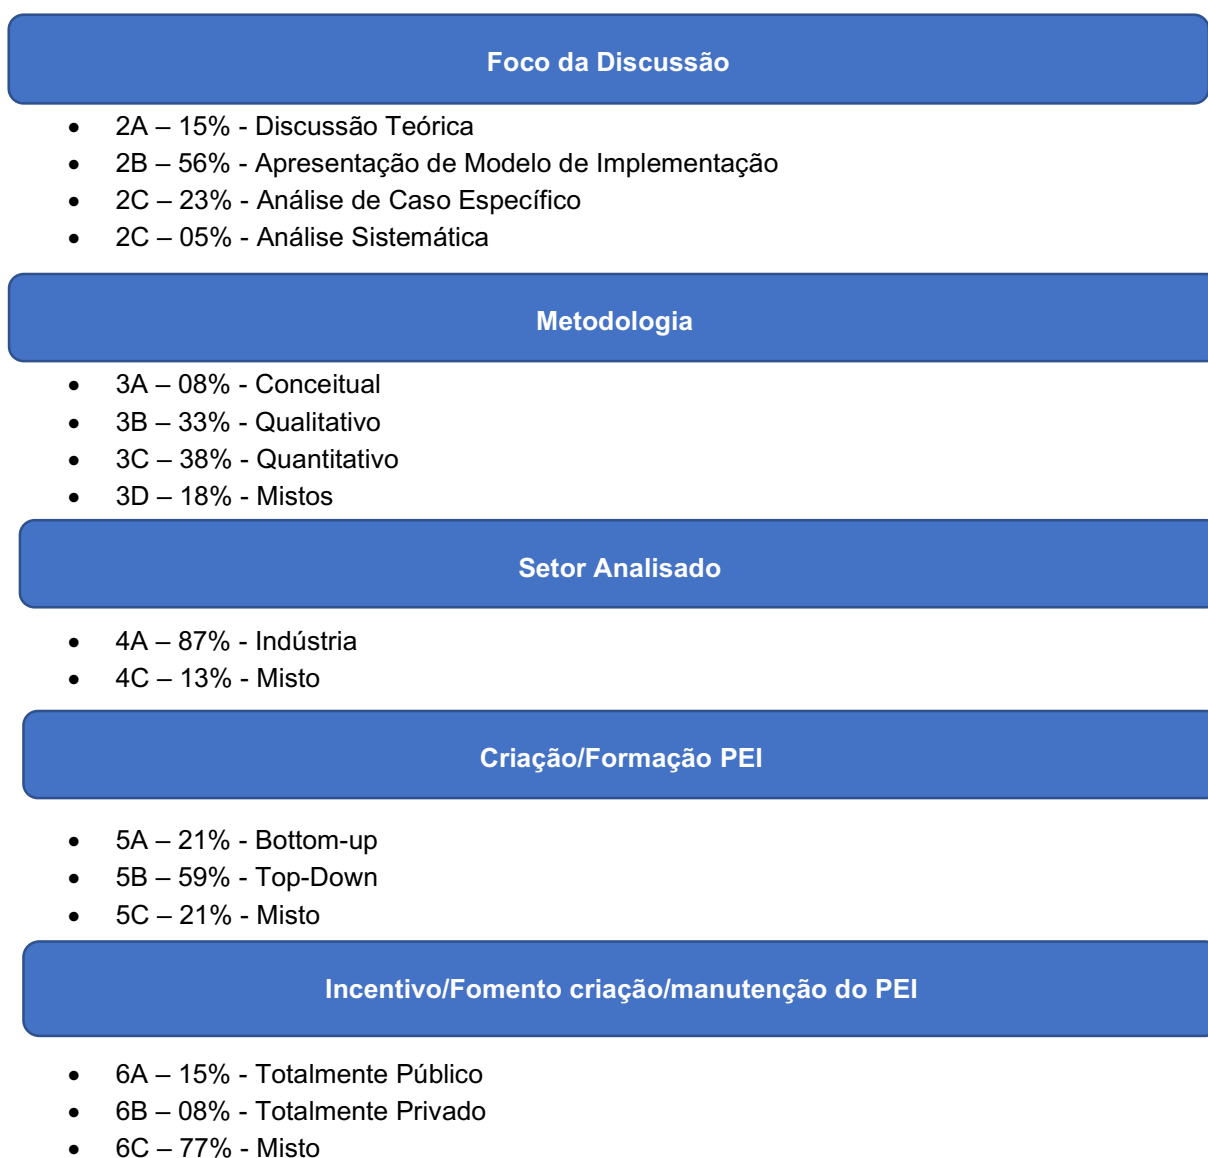 Foco da Discussão
• 2A – 15% - Discussão Teórica
• 2B – 56% - Apresentação de Modelo de Implementação
• 2C – 23% - Análise de Caso Específico
• 2C – 05% - Análise Sistemática
Metodologia
• 3A – 08% - Conceitual
• 3B – 33% - Qualitativo
• 3C – 38% - Quantitativo
• 3D – 18% - Mistos
Setor Analisado
• 4A – 87% - Indústria
• 4C – 13% - Misto
Criação/Formação PEI
• 5A – 21% - Bottom-up
• 5B – 59% - Top-Down
• 5C – 21% - Misto
Incentivo/Fomento criação/manutenção do PEI
• 6A – 15% - Totalmente Público
• 6B – 08% - Totalmente Privado
• 6C – 77% - Misto